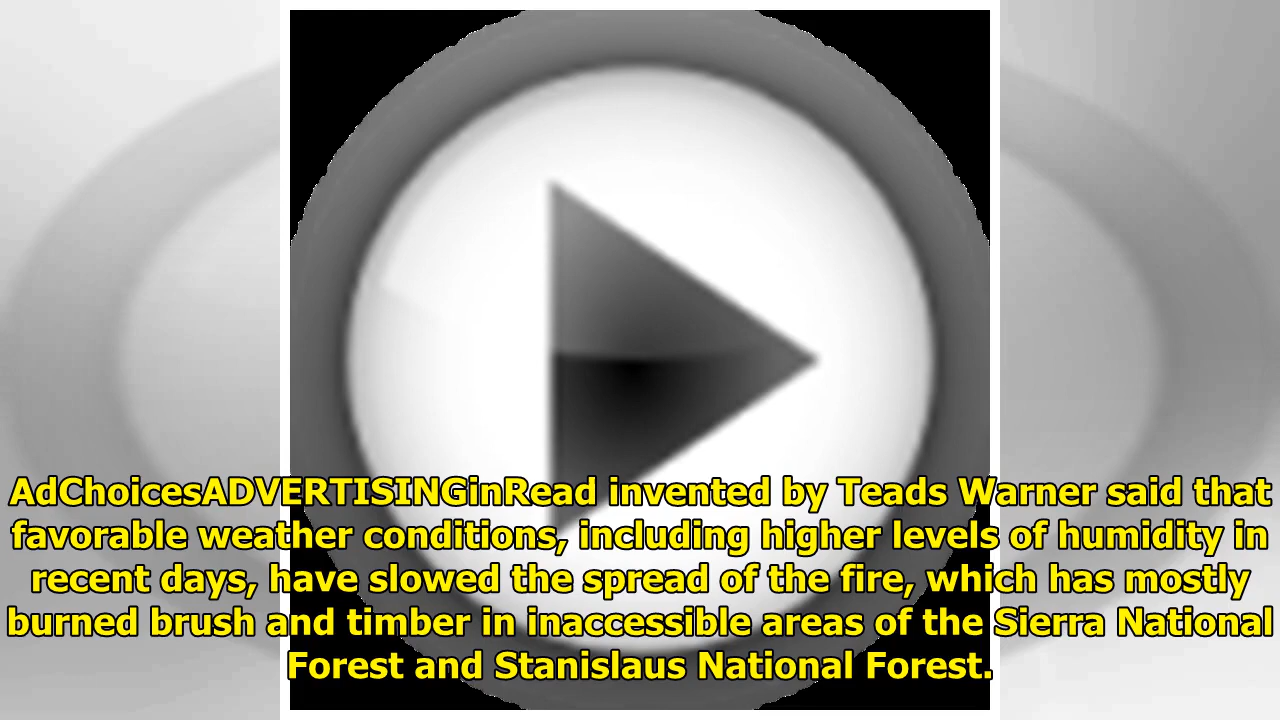 AdChoicesADVERTISINGinRead invented by Teads Warner said that
favorable weather conditions, including higher levels of humidity in
recent days, have slowed the spread of the fire, which has mostly
burned brush and timber in inaccessible areas of the Sierra National
Forest and Stanislaus National Forest.